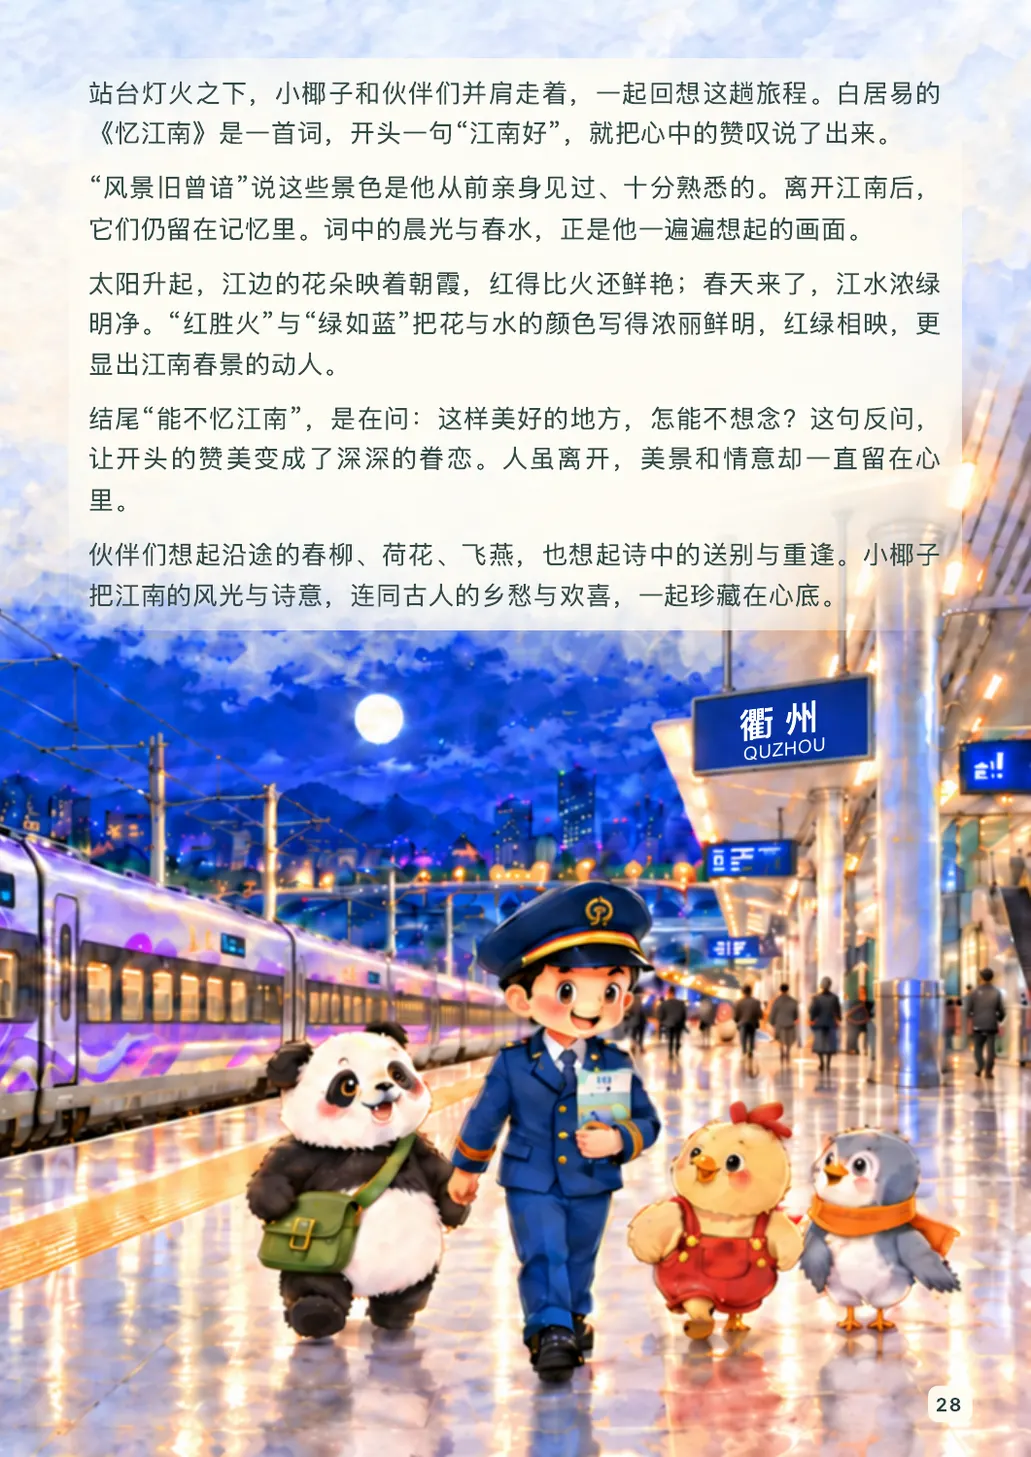 站台灯火之下，小椰子和伙伴们并肩走着，一起回想这趟旅程。白居易的
《忆江南》是一首词，开头一句“江南好”，就把心中的赞叹说了出来。
“风景旧曾谙”说这些景色是他从前亲身见过、十分熟悉的。离开江南后，
它们仍留在记忆里。词中的晨光与春水，正是他一遍遍想起的画面。
太阳升起，江边的花朵映着朝霞，红得比火还鲜艳；春天来了，江水浓绿
明净。“红胜火”与“绿如蓝”把花与水的颜色写得浓丽鲜明，红绿相映，更
显出江南春景的动人。
结尾“能不忆江南”，是在问：这样美好的地方，怎能不想念？这句反问，
让开头的赞美变成了深深的眷恋。人虽离开，美景和情意却一直留在心
里。
伙伴们想起沿途的春柳、荷花、飞燕，也想起诗中的送别与重逢。小椰子
把江南的风光与诗意，连同古人的乡愁与欢喜，一起珍藏在心底。
衢州
QUZHOU
28